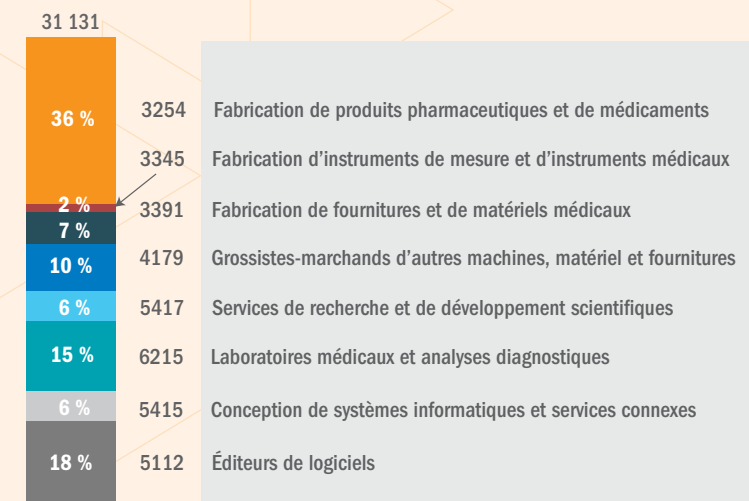 31 131
36 % 3254 Fabrication de produits pharmaceutiques et de médicaments
3345 Fabrication d'instruments de mesure et d'instruments médicaux
2 % 3391 Fabrication de fournitures et de matériels médicaux
7 %
10 % 4179 Grossistes-marchands d'autres machines, matériel et fournitures
6 % 5417 Services de recherche et de développement scientifiques
15 % 6215 Laboratoires médicaux et analyses diagnostiques
6 % 5415 Conception de systèmes informatiques et services connexes
18 % 5112 Éditeurs de logiciels